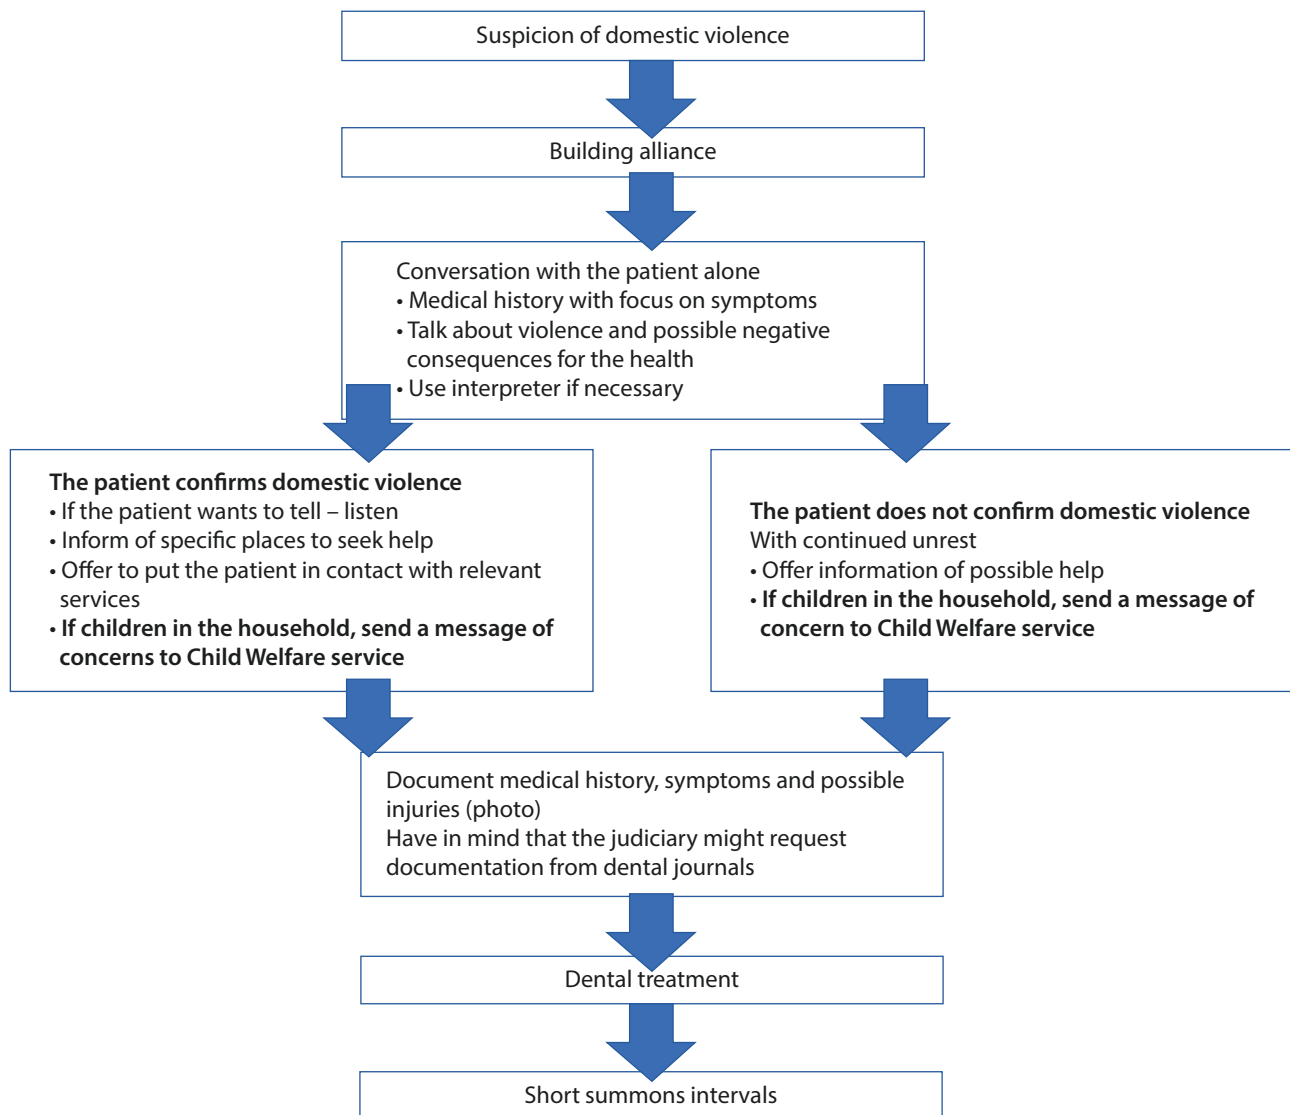 Suspicion of domestic violence
Building alliance
Conversation with the patient alone
• Medical history with focus on symptoms
• Talk about violence and possible negative
consequences for the health
• Use interpreter if necessary
The patient confirms domestic violence
• If the patient wants to tell – listen
• Inform of specific places to seek help
• Offer to put the patient in contact with relevant
services
• If children in the household, send a message of
concerns to Child Welfare service
The patient does not confirm domestic violence
With continued unrest
• Offer information of possible help
• If children in the household, send a message of
concern to Child Welfare service
Document medical history, symptoms and possible
injuries (photo)
Have in mind that the judiciary might request
documentation from dental journals
Dental treatment
Short summons intervals